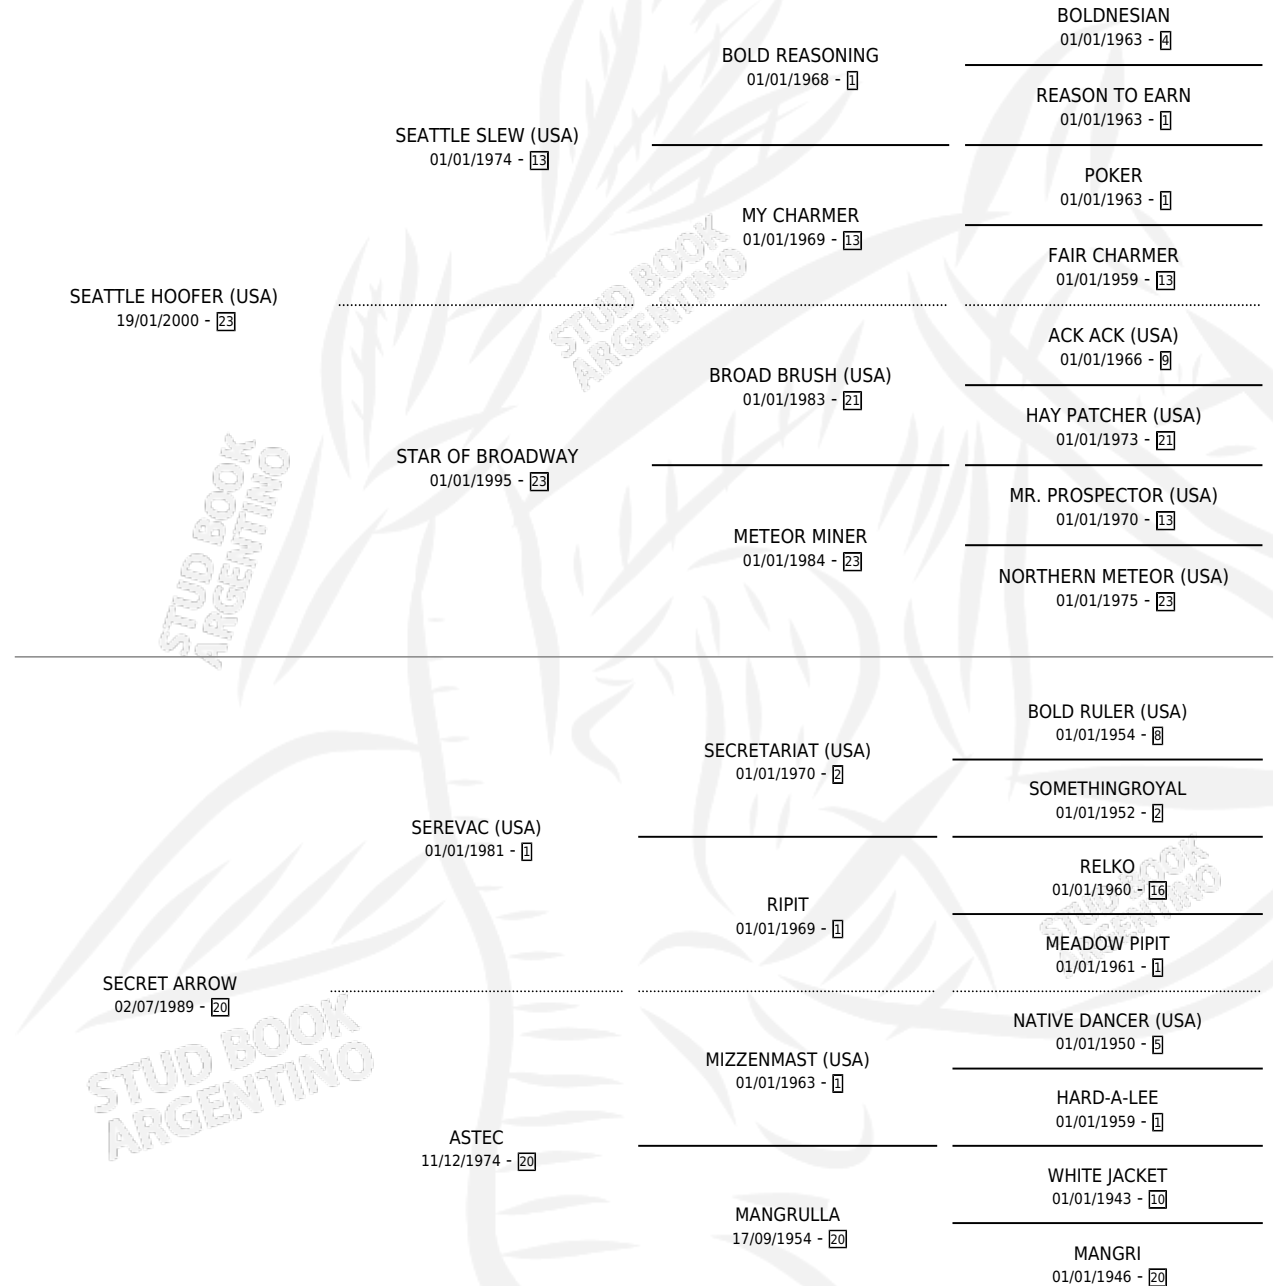 BOLDNESIAN
01/01/1963 - 4
BOLD REASONING
01/01/1968 - 1
REASON TO EARN
01/01/1963 - 1
SEATTLE SLEW (USA)
01/01/1974 - 13
POKER
01/01/1963 - 1
MY CHARMER
01/01/1969 - 13
FAIR CHARMER
01/01/1959 - 13
SEATTLE HOOFER (USA)
19/01/2000 - 23
STUD BOOK
ARGENTINO
ACK ACK (USA)
01/01/1966 - 9
BROAD BRUSH (USA)
01/01/1983 - 21
HAY PATCHER (USA)
01/01/1973 - 21
STAR OF BROADWAY
01/01/1995 - 23
MR. PROSPECTOR (USA)
01/01/1970 - 13
METEOR MINER
01/01/1984 - 23
NORTHERN METEOR (USA)
01/01/1975 - 23
STUD BOOK
ARGENTINO
BOLD RULER (USA)
01/01/1954 - 8
SECRETARIAT (USA)
01/01/1970 - 2
SOMETHINGROYAL
01/01/1952 - 2
SEREVAC (USA)
01/01/1981 - 1
RELKO
01/01/1960 - 16
RIPIT
01/01/1969 - 1
STUD BOOK
ARGENTINO
MEADOW PIPIT
01/01/1961 - 1
SECRET ARROW
02/07/1989 - 20
NATIVE DANCER (USA)
01/01/1950 - 5
MIZZENMAST (USA)
01/01/1963 - 1
STUD BOOK
ARGENTINO
HARD-A-LEE
01/01/1959 - 1
ASTEC
11/12/1974 - 20
WHITE JACKET
01/01/1943 - 10
MANGRULLA
17/09/1954 - 20
MANGRI
01/01/1946 - 20